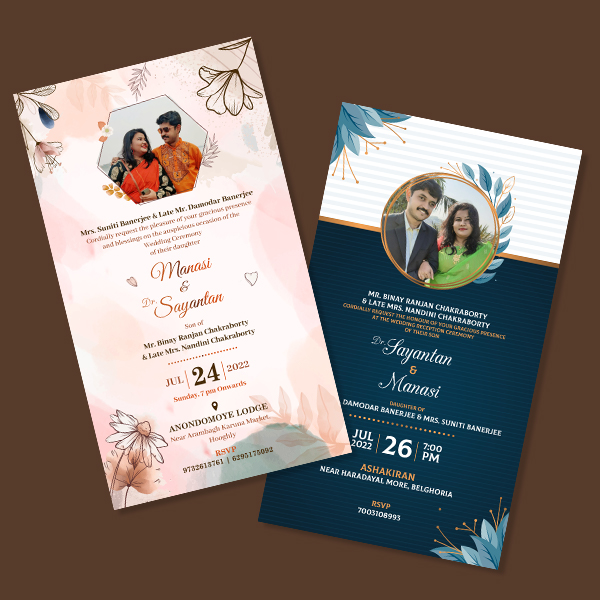 Mrs. Suniti Banerjee & Late Mr. Damodar Banerjee
Cordially request the pleasure of your gracious presence
and blessings on the auspicious occasion of the
Wedding Ceremony
of their daughter
Manasi
&
Dr. Sayantan
Son of
Mr. Binay Ranjan Chakraborty
& Late Mrs. Nandini Chakraborty
JUL 24 2022
Sunday, 7 pm Onwards
ANONDOMOYE LODGE
Near Arambagh Karuna Market
Hooghly
RSVP
9732613761 | 6295175092
MR. BINAY RANJAN CHAKRABORTY
& LATE MRS. NANDINI CHAKRABORTY
CORDIALLY REQUEST THE HONOUR OF YOUR GRACIOUS PRESENCE
AT THE WEDDING RECEPTION CEREMONY
OF THEIR SON
Dr. Sayantan
&
Manasi
DAUGHTER OF
DAMODAR BANERJEE & MRS. SUNITI BANERJEE
JUL 2022 26 7:00 PM
ASHAKIRAN
NEAR HARADAYAL MORE, BELGHORIA
RSVP
7003108993